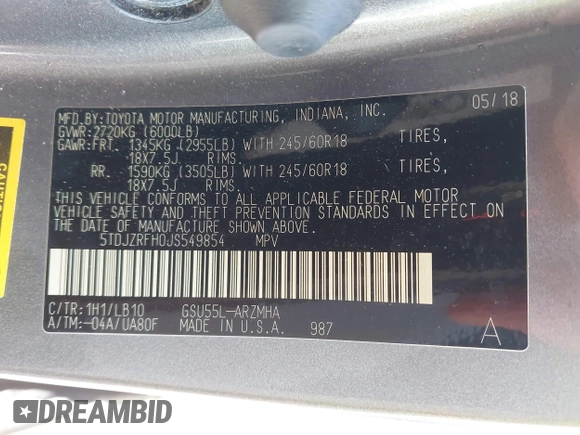 MFD.BY:TOYOTA MOTOR MANUFACTURING, INDIANA, INC. 05/18
GVWR:2720KG (6000LB)
GAWR:FRT. 1345KG (2955LB) WITH 245/60R18 TIRES,
18X7.5J RIMS.
RR. 1590KG (3505LB) WITH 245/60R18 TIRES,
18X7.5J RIMS.
THIS VEHICLE CONFORMS TO ALL APPLICABLE FEDERAL MOTOR
VEHICLE SAFETY AND THEFT PREVENTION STANDARDS IN EFFECT ON
THE DATE OF MANUFACTURE SHOWN ABOVE.
5TDJZRFH0JS549854 MPV
C/TR:1H1/LB10 GSU55L-ARZMHA
A/TM:-04A/UA80F MADE IN U.S.A. 987 A
DREAMBID